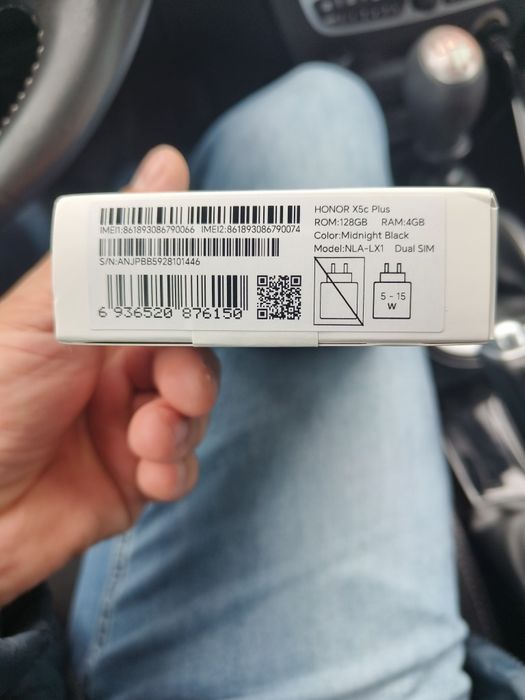 IMEI1:861893086790066 IMEI2:861893086790074
S/N:ANJPBB5928101446
6 936520 876150
HONOR X5c Plus
ROM:128GB RAM:4GB
Color:Midnight Black
Model:NLA-LX1 Dual SIM
5 - 15
W